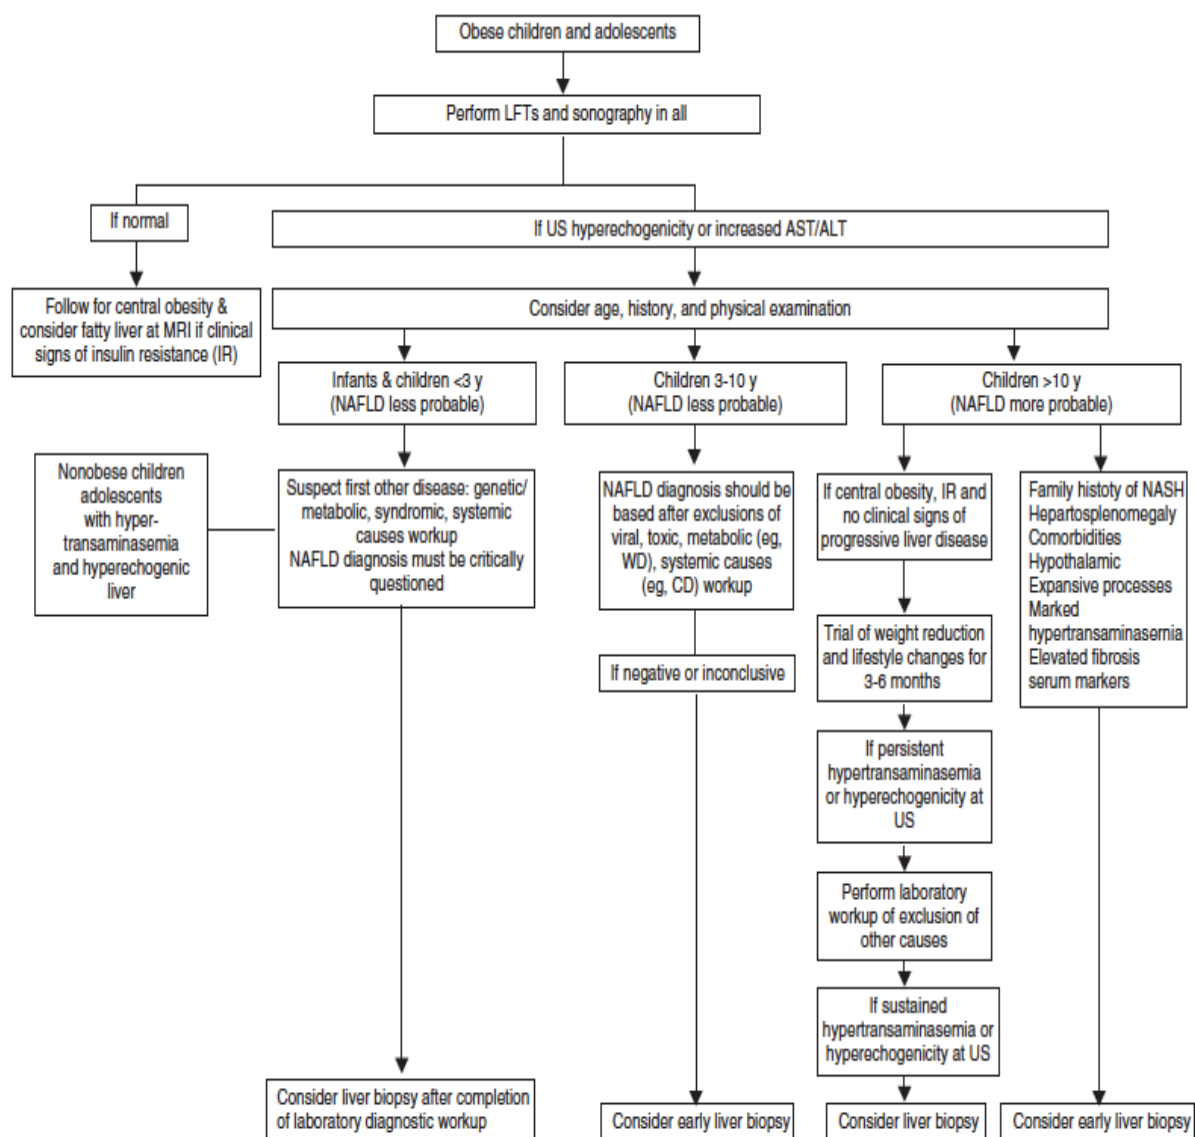 Obese children and adolescents
Perform LFTs and sonography in all
If normal
If US hyperechogenicity or increased AST/ALT
Follow for central obesity &
consider fatty liver at MRI if clinical
signs of insulin resistance (IR)
Consider age, history, and physical examination
Infants & children <3 y
(NAFLD less probable)
Children 3-10 y
(NAFLD less probable)
Children >10 y
(NAFLD more probable)
Nonobese children
adolescents
with hyper-
transaminasemia
and hyperechogenic
liver
Suspect first other disease: genetic/
metabolic, syndromic, systemic
causes workup
NAFLD diagnosis must be critically
questioned
NAFLD diagnosis should be
based after exclusions of
viral, toxic, metabolic (eg,
WD), systemic causes
(eg, CD) workup
If central obesity, IR and
no clinical signs of
progressive liver disease
Family histoty of NASH
Hepartosplenomegaly
Comorbidities
Hypothalamic
Expansive processes
Marked
hypertransaminasernia
Elevated fibrosis
serum markers
If negative or inconclusive
Trial of weight reduction
and lifestyle changes for
3-6 months
If persistent
hypertransaminasemia
or hyperechogenicity at
US
Perform laboratory
workup of exclusion of
other causes
If sustained
hypertransaminasemia or
hyperechogenicity at US
Consider liver biopsy after completion
of laboratory diagnostic workup
Consider early liver biopsy
Consider liver biopsy
Consider early liver biopsy